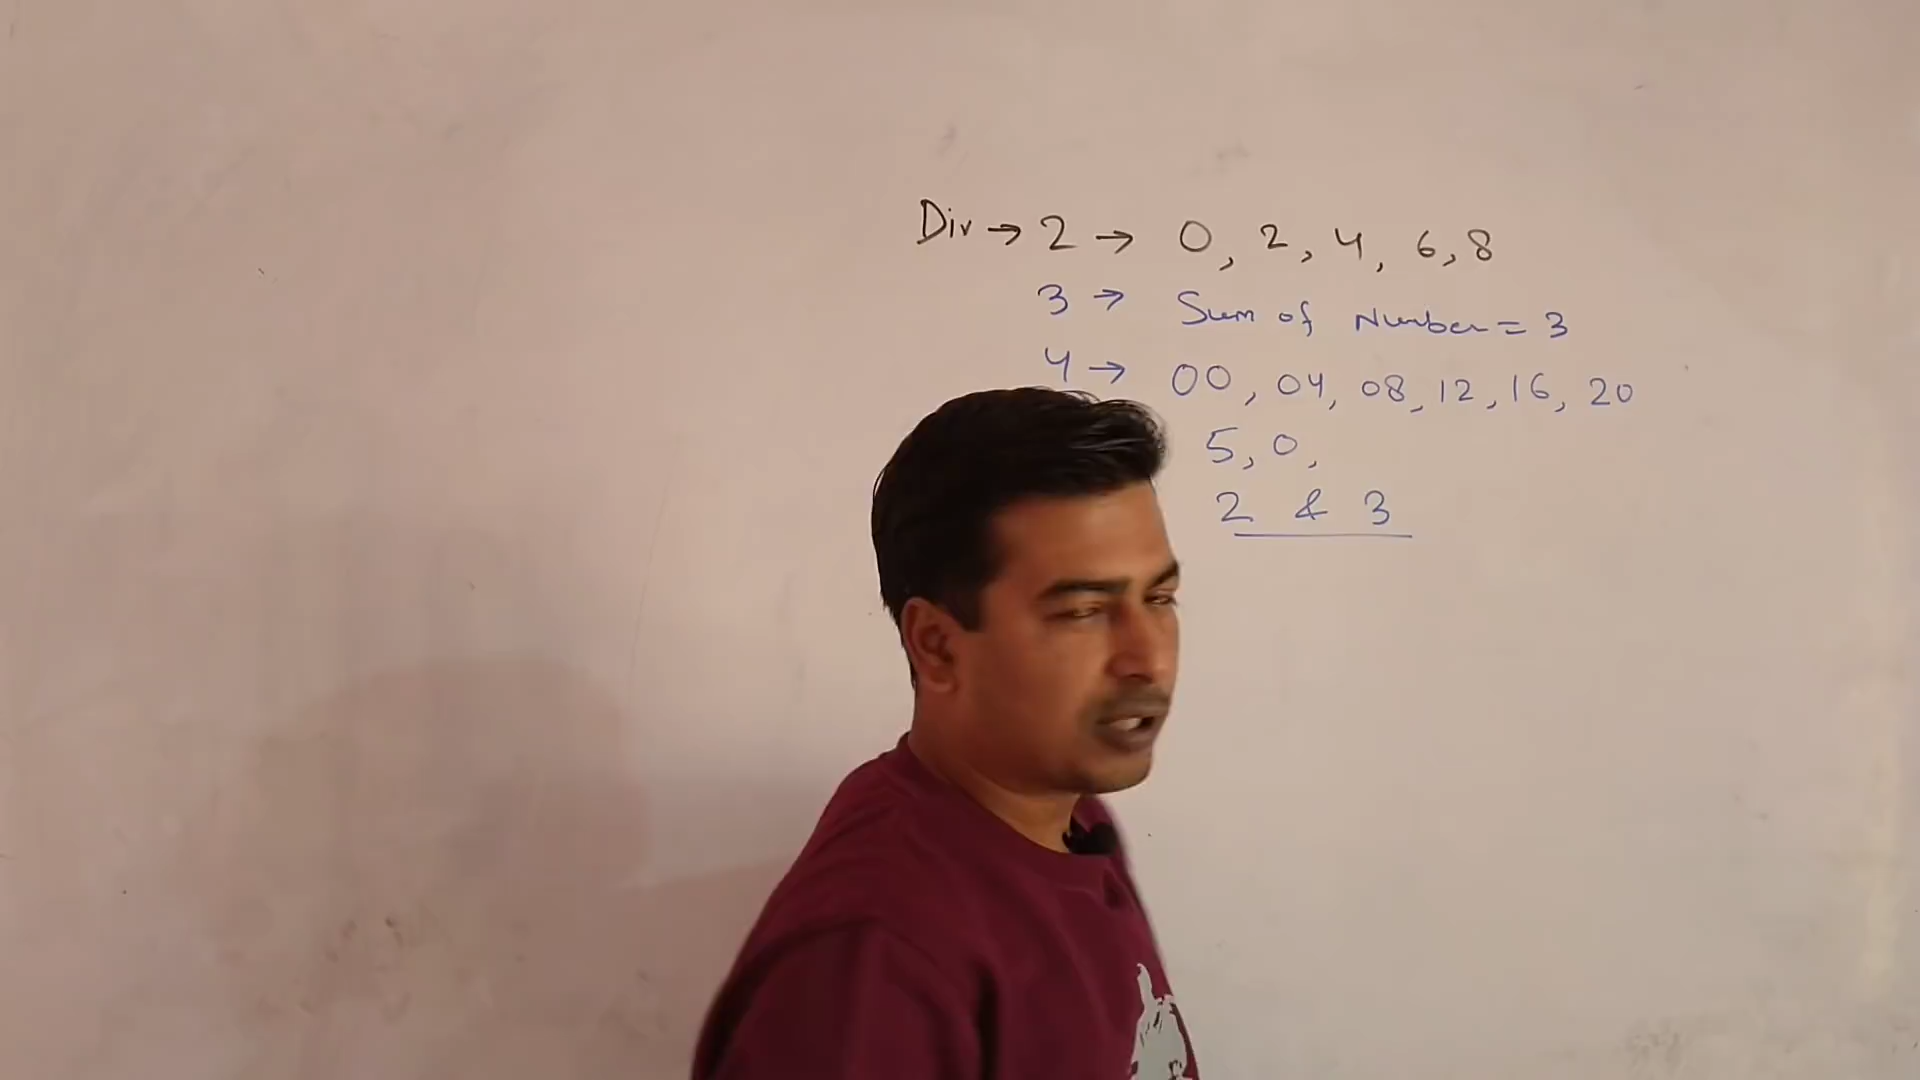 Div → 2 → 0, 2, 4, 6, 8
3 → Sum of Number = 3
4 → 00, 04, 08, 12, 16, 20
5, 0,
2 & 3